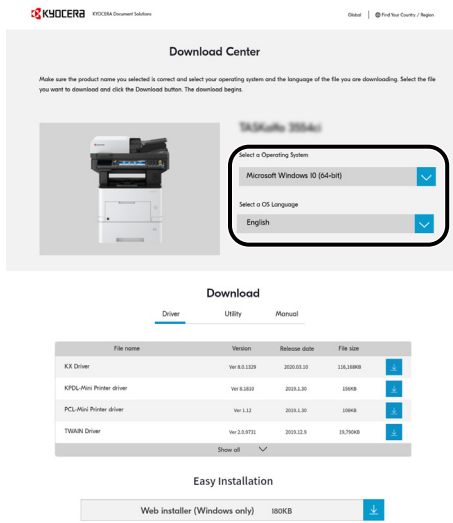 KYOCERA KYOCERA Document Solutions Global Find Your Country / Region
Download Center
Make sure the product name you selected is correct and select your operating system and the language of the file you are downloading. Select the file
you want to download and click the Download button. The download begins.
TASKalfa 3554ci
Select a Operating System
Microsoft Windows 10 (64-bit)
Select a OS Language
English
Download
Driver Utility Manual
File name Version Release date File size
KX Driver Ver 8.0.1329 2020.03.10 116,168KB
KPDL-Mini Printer driver Ver 0.1810 2019.1.30 196KB
PCL-Mini Printer driver Ver 1.12 2019.1.30 108KB
TWAIN Driver Ver 2.0.9731 2019.12.9 19,790KB
Show all
Easy Installation
Web installer (Windows only) 180KB